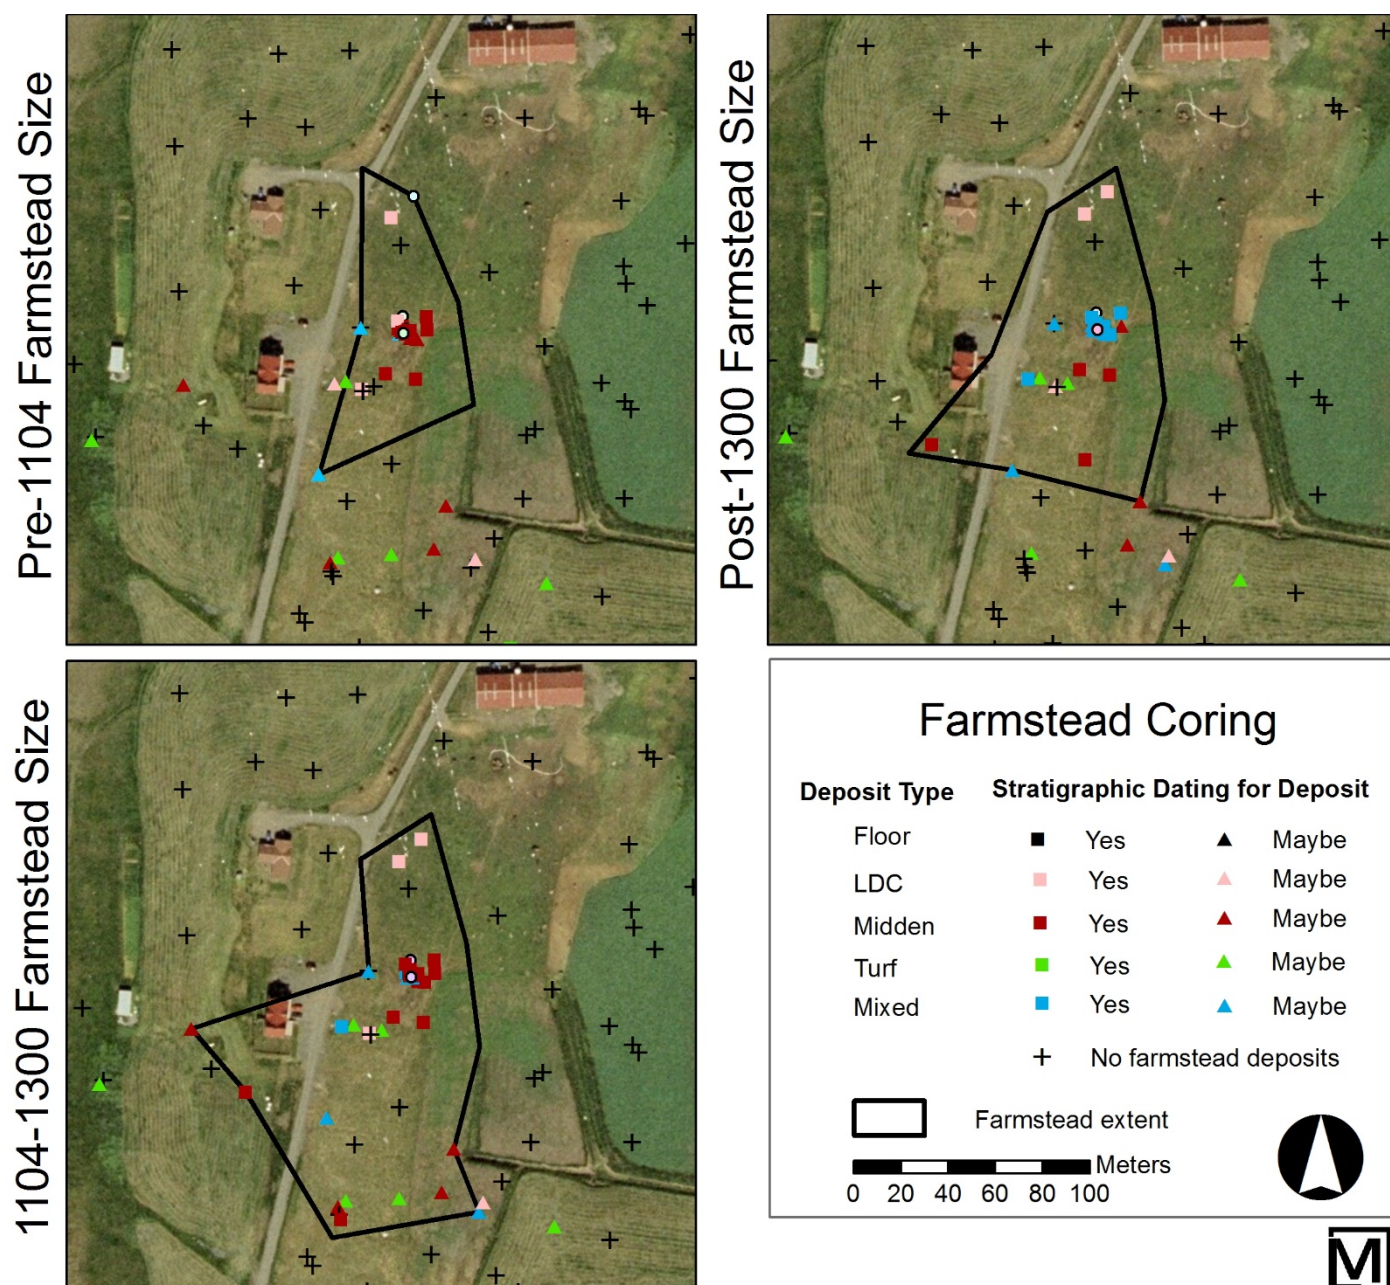 Pre-1104 Farmstead Size
Post-1300 Farmstead Size
1104-1300 Farmstead Size
Farmstead Coring
Deposit Type Stratigraphic Dating for Deposit
Floor Yes Maybe
LDC Yes Maybe
Midden Yes Maybe
Turf Yes Maybe
Mixed Yes Maybe
No farmstead deposits
Farmstead extent
Meters
0 20 40 60 80 100
M